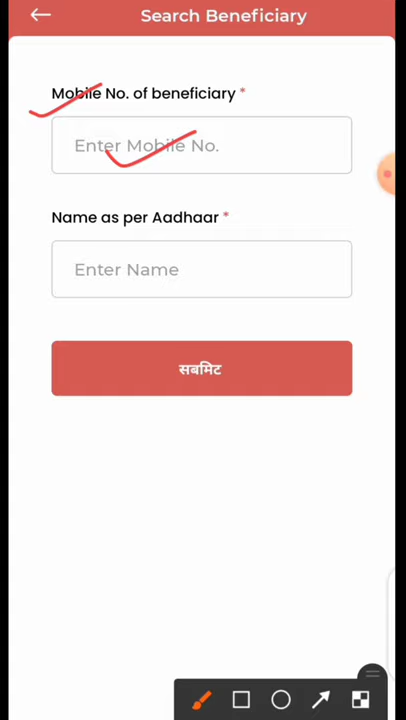 Search Beneficiary
Mobile No. of beneficiary *
Enter Mobile No.
Name as per Aadhaar *
Enter Name
सबमिट